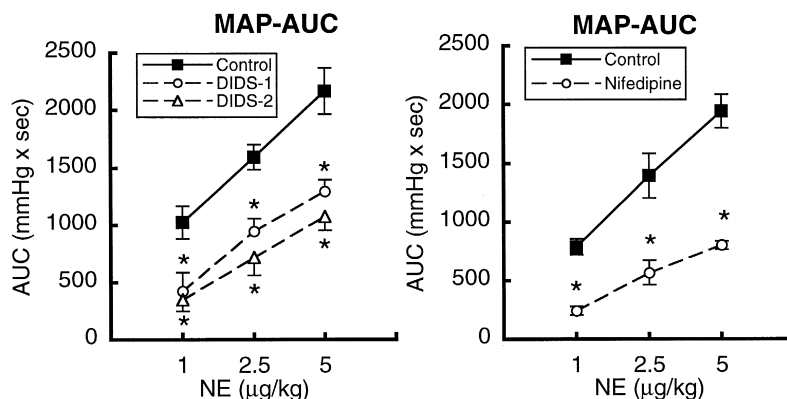 MAP-AUC
2500
2000
1500
1000
500
0
AUC (mmHg x sec)
Control
DIDS-1
DIDS-2
*
*
*
*
*
*
1
2.5
5
NE (µg/kg)
MAP-AUC
2500
2000
1500
1000
500
0
AUC (mmHg x sec)
Control
Nifedipine
*
*
*
1
2.5
5
NE (µg/kg)